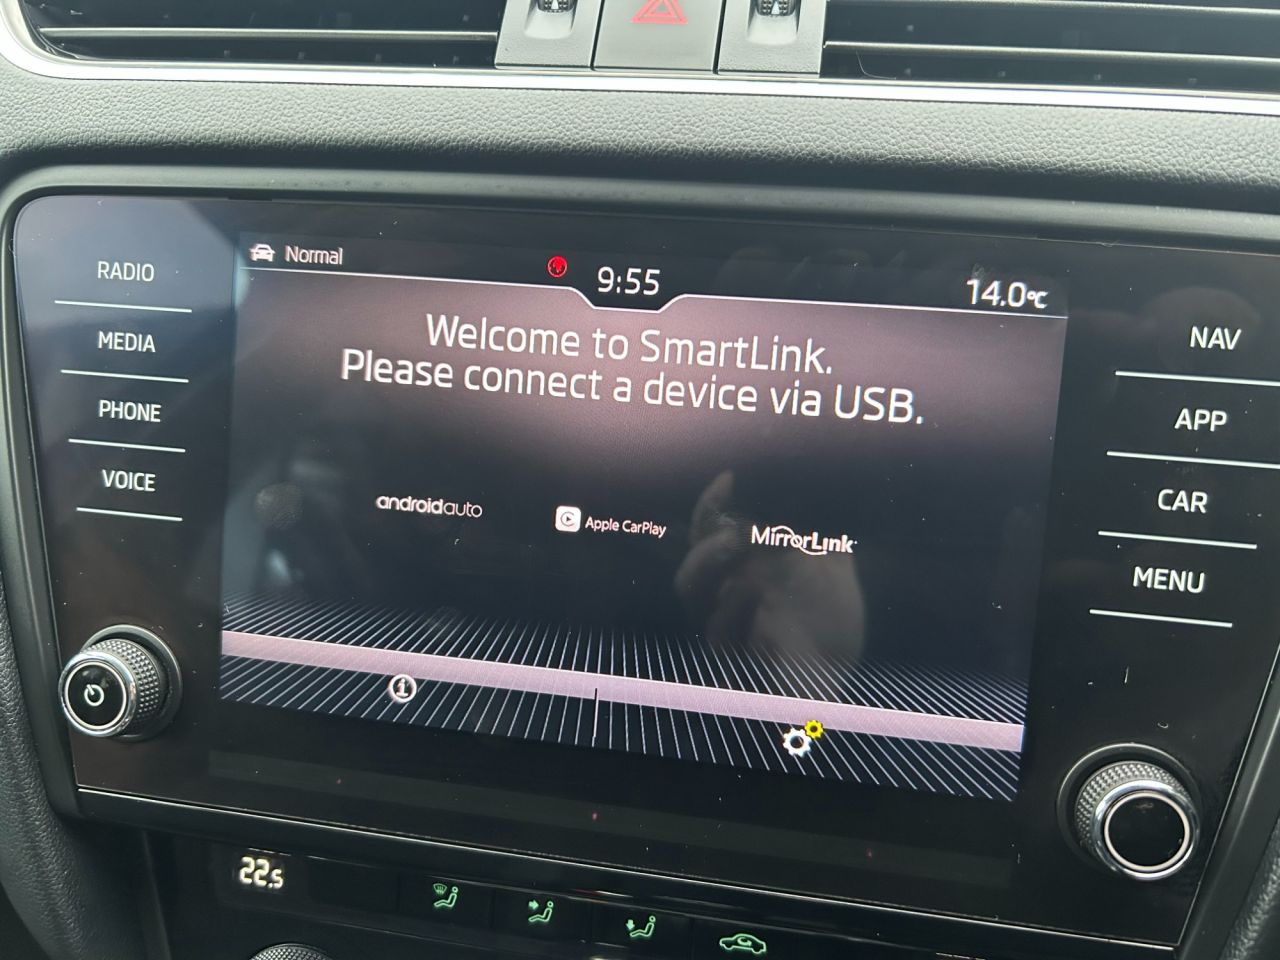 Normal
9:55
14.0°C
RADIO
MEDIA
PHONE
VOICE
Welcome to SmartLink.
Please connect a device via USB.
androidauto
Apple CarPlay
MirrorLink
NAV
APP
CAR
MENU
22.5